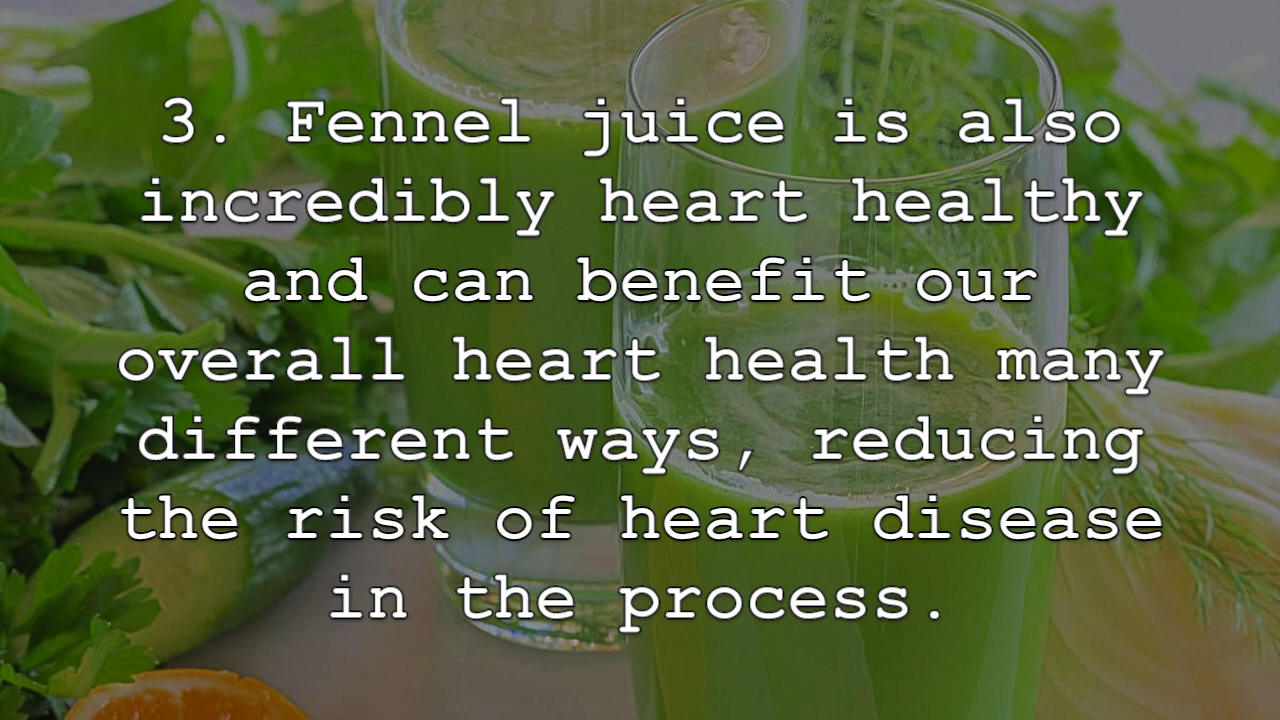 3. Fennel juice is also
incredibly heart healthy
and can benefit our
overall heart health many
different ways, reducing
the risk of heart disease
in the process.